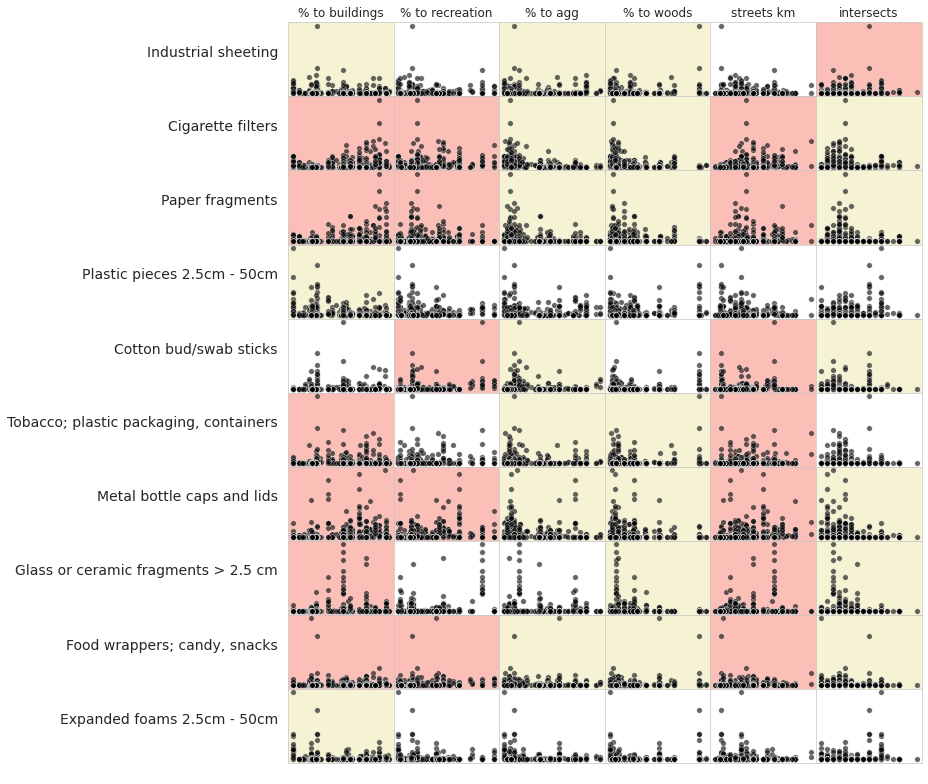 % to buildings % to recreation % to agg % to woods streets km intersects
Industrial sheeting
Cigarette filters
Paper fragments
Plastic pieces 2.5cm - 50cm
Cotton bud/swab sticks
Tobacco; plastic packaging, containers
Metal bottle caps and lids
Glass or ceramic fragments > 2.5 cm
Food wrappers; candy, snacks
Expanded foams 2.5cm - 50cm